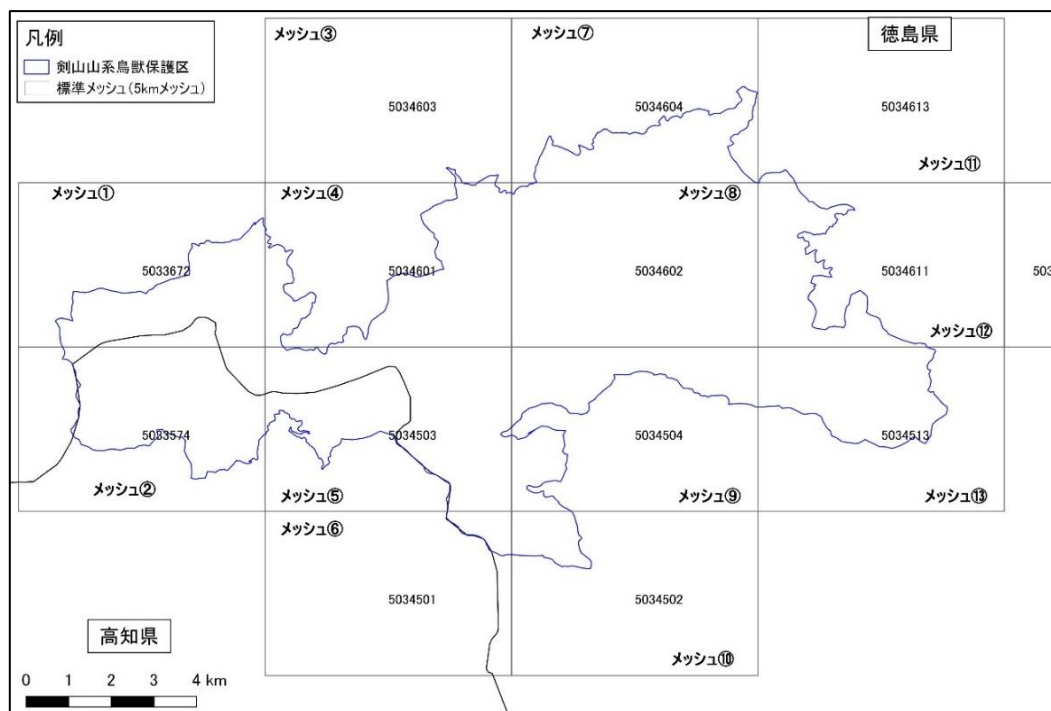 凡例
剣山山系鳥獣保護区
標準メッシュ(5kmメッシュ)
メッシュ③
メッシュ⑦
徳島県
5034603
5034604
5034613
メッシュ⑪
メッシュ①
メッシュ④
メッシュ⑧
5033672
5034601
5034602
5034611
503
メッシュ⑫
5033574
5034503
5034504
5034513
メッシュ②
メッシュ⑤
メッシュ⑨
メッシュ⑬
メッシュ⑥
5034501
5034502
高知県
メッシュ⑩
0 1 2 3 4 km